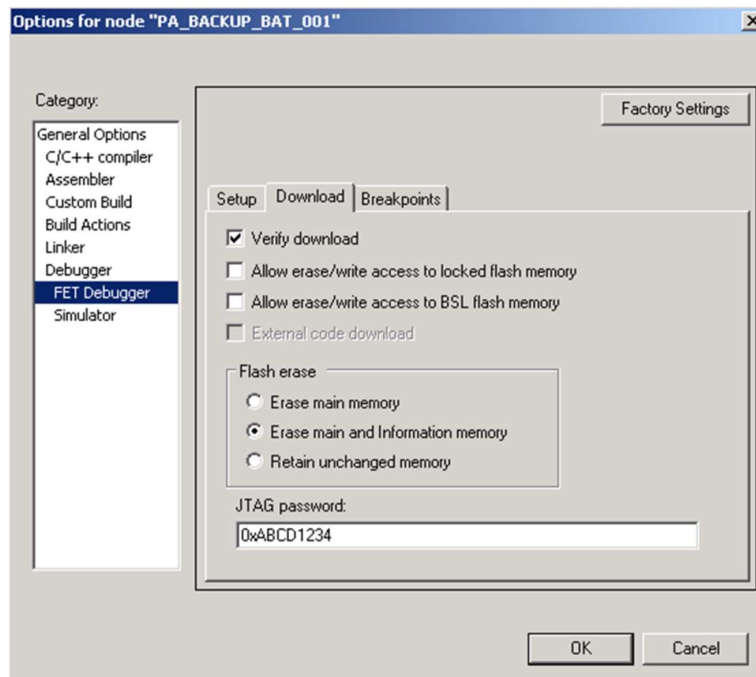 Options for node "PA_BACKUP_BAT_001"
Category:
Factory Settings
General Options
C/C++ compiler
Assembler
Custom Build
Build Actions
Linker
Debugger
FET Debugger
Simulator
Setup Download Breakpoints
Verify download
Allow erase/write access to locked flash memory
Allow erase/write access to BSL flash memory
External code download
Flash erase
Erase main memory
Erase main and Information memory
Retain unchanged memory
JTAG password:
0xABCD1234
OK Cancel